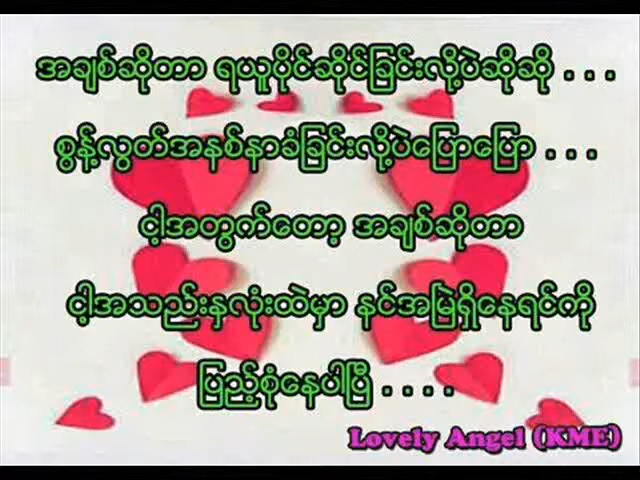 အချစ်ဆိုတာ ရယူပိုင်ဆိုင်ခြင်းလို့ပဲဆိုဆို . . .
စွန့်လွှတ်အနစ်နာခံခြင်းလို့ပဲပြောပြော . . .
ငါ့အတွက်တော့ အချစ်ဆိုတာ
ငါ့အသည်းနှလုံးထဲမှာ နင်အမြဲရှိနေရင်ကို
ပြည့်စုံနေပါပြီ . . . .
Lovely Angel (KME)